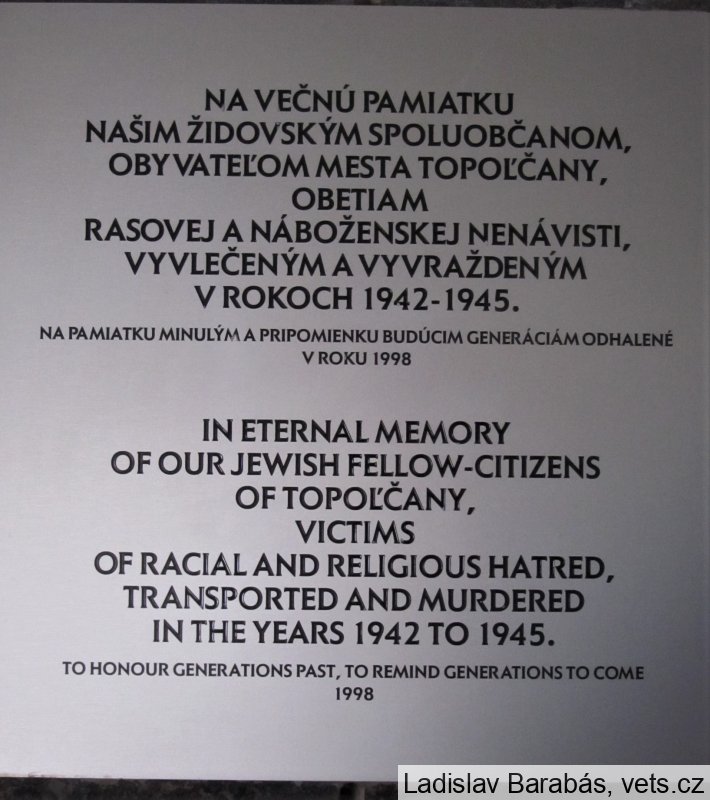 NA VEČNÚ PAMIATKU
NAŠIM ŽIDOVSKÝM SPOLUOBČANOM,
OBYVATEĽOM MESTA TOPOĽČANY,
OBETIAM
RASOVEJ A NÁBOŽENSKEJ NENÁVISTI,
VYVLEČENÝM A VYVRAŽDENÝM
V ROKOCH 1942-1945.
NA PAMIATKU MINULÝM A PRIPOMIENKU BUDÚCIM GENERÁCIÁM ODHALENÉ
V ROKU 1998
IN ETERNAL MEMORY
OF OUR JEWISH FELLOW-CITIZENS
OF TOPOĽČANY,
VICTIMS
OF RACIAL AND RELIGIOUS HATRED,
TRANSPORTED AND MURDERED
IN THE YEARS 1942 TO 1945.
TO HONOUR GENERATIONS PAST, TO REMIND GENERATIONS TO COME
1998
Ladislav Barabás, vets.cz